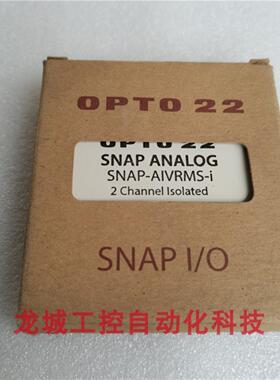 OPTO 22
OPTO 22
SNAP ANALOG
SNAP-AIVRMS-i
2 Channel Isolated
SNAP I/O
龙城工控自动化科技